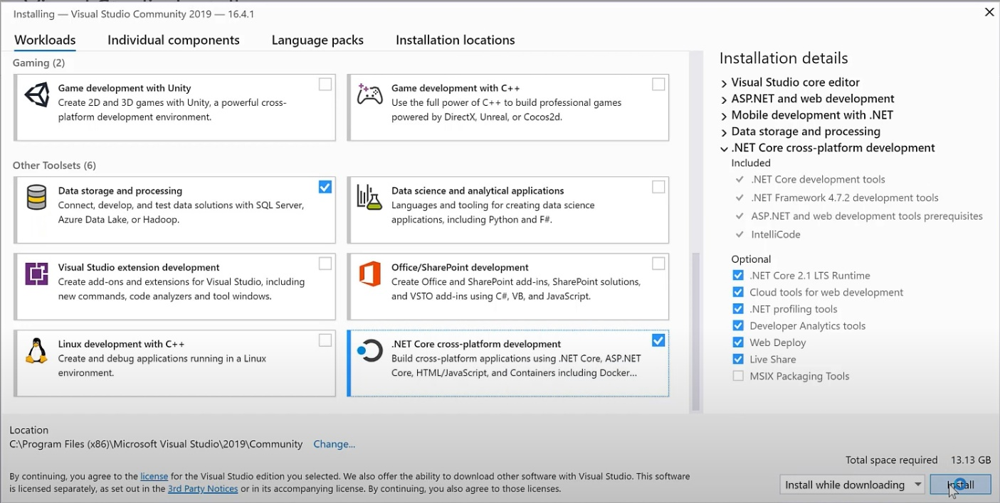 Installing — Visual Studio Community 2019 — 16.4.1
Workloads
Individual components
Language packs
Installation locations
Gaming (2)
Game development with Unity
Create 2D and 3D games with Unity, a powerful cross-
platform development environment.
Game development with C++
Use the full power of C++ to build professional games
powered by DirectX, Unreal, or Cocos2d.
Other Toolsets (6)
Data storage and processing
Connect, develop, and test data solutions with SQL Server,
Azure Data Lake, or Hadoop.
Data science and analytical applications
Languages and tooling for creating data science
applications, including Python and F#.
Visual Studio extension development
Create add-ons and extensions for Visual Studio, including
new commands, code analyzers and tool windows.
Office/SharePoint development
Create Office and SharePoint add-ins, SharePoint solutions,
and VSTO add-ins using C#, VB, and JavaScript.
Linux development with C++
Create and debug applications running in a Linux
environment.
.NET Core cross-platform development
Build cross-platform applications using .NET Core, ASP.NET
Core, HTML/JavaScript, and Containers including Docker...
Installation details
Visual Studio core editor
ASP.NET and web development
Mobile development with .NET
Data storage and processing
.NET Core cross-platform development
Included
.NET Core development tools
.NET Framework 4.7.2 development tools
ASP.NET and web development tools prerequisites
IntelliCode
Optional
.NET Core 2.1 LTS Runtime
Cloud tools for web development
.NET profiling tools
Developer Analytics tools
Web Deploy
Live Share
MSIX Packaging Tools
Location
C:\Program Files (x86)\Microsoft Visual Studio\2019\Community
Change...
Total space required 13.13 GB
By continuing, you agree to the license for the Visual Studio edition you selected. We also offer the ability to download other software with Visual Studio. This software
is licensed separately, as set out in the 3rd Party Notices or in its accompanying license. By continuing, you also agree to those licenses.
Install while downloading
Install